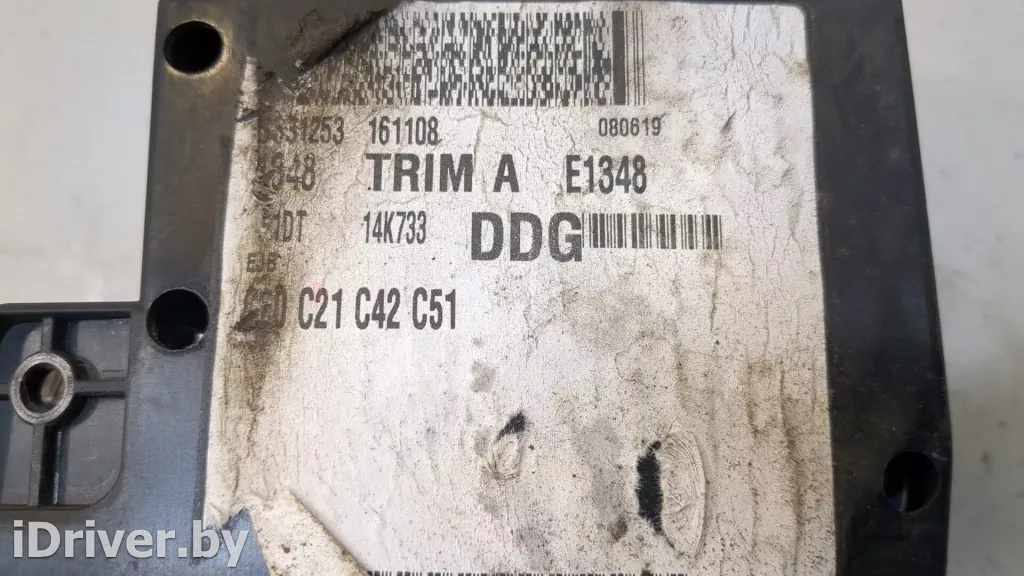 161108 080619
TRIM A E1348
14K733 DDG
C21 C42 C51
iDriver.by